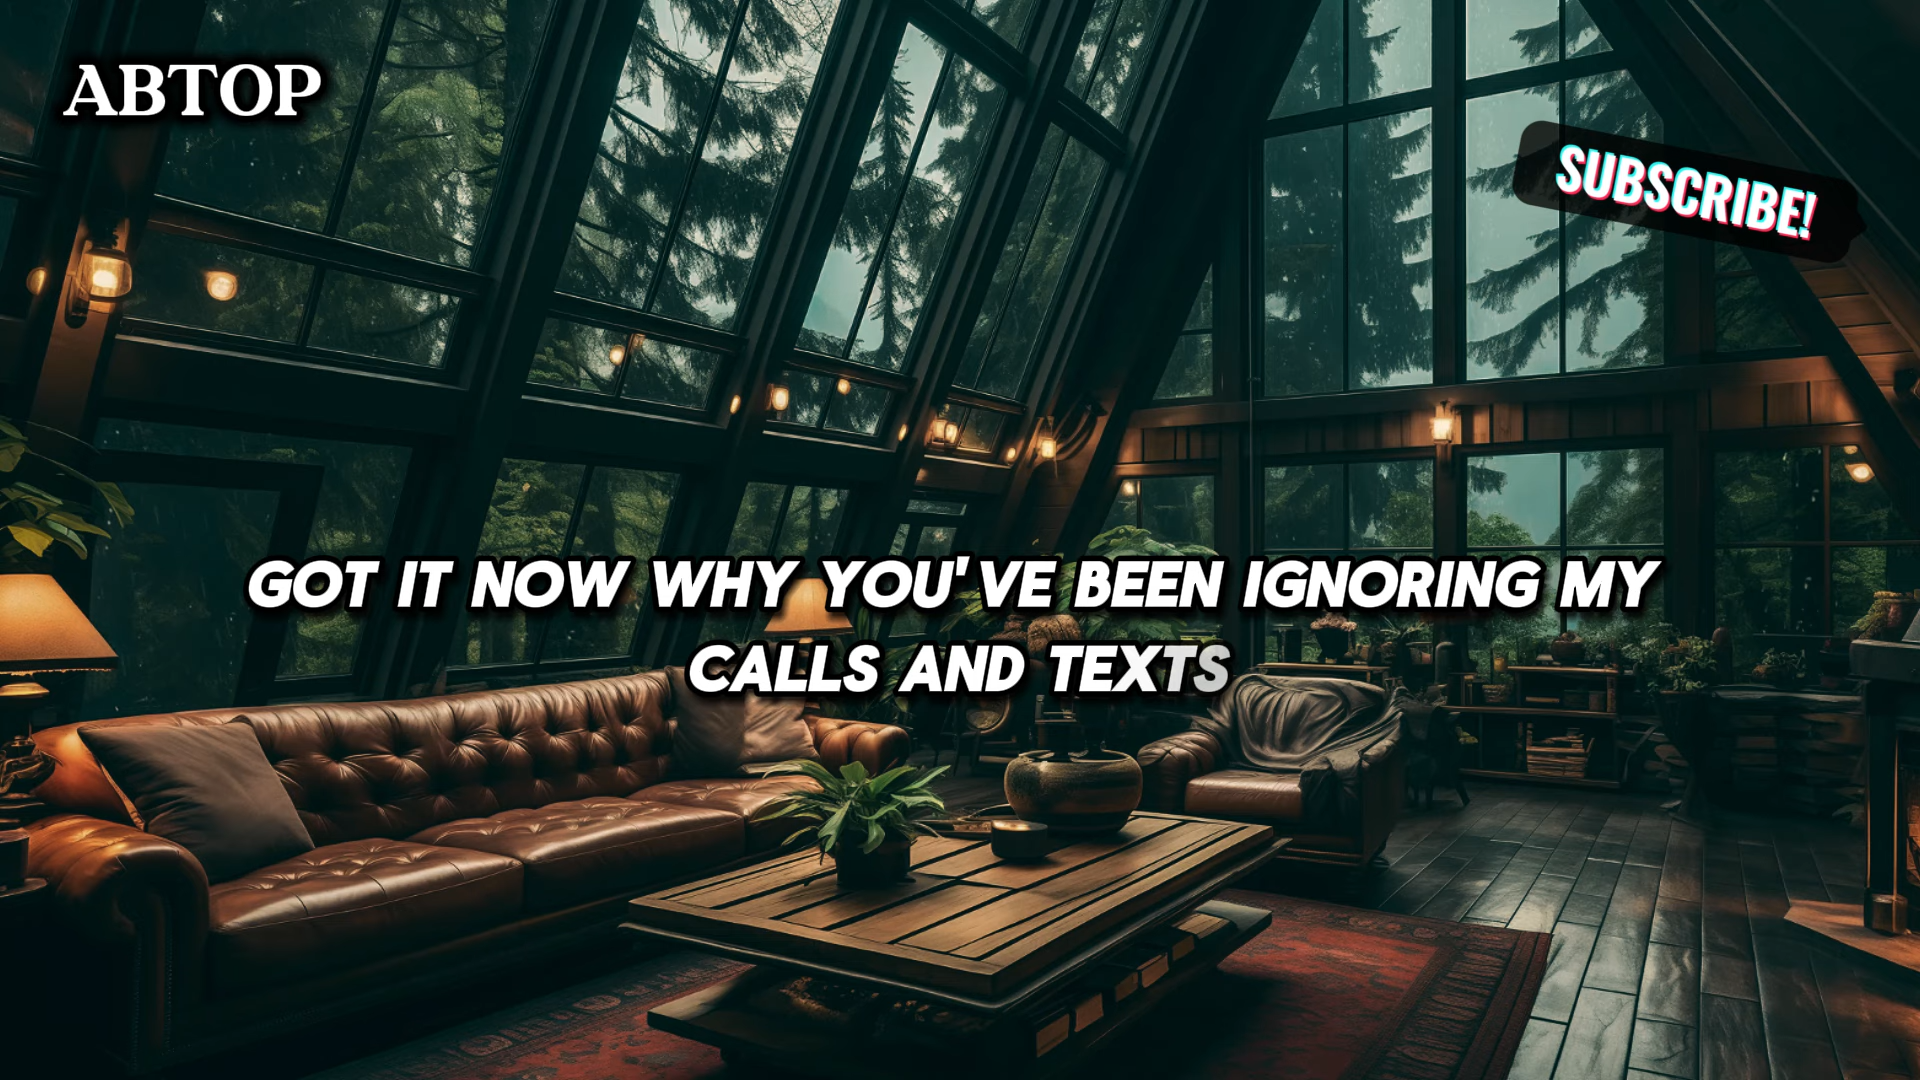 ABTOP
SUBSCRIBE!
GOT IT NOW WHY YOU'VE BEEN IGNORING MY
CALLS AND TEXTS